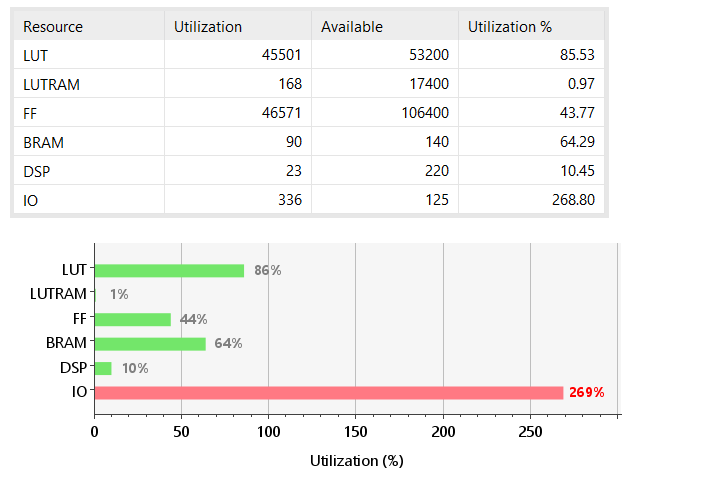 Resource Utilization Available Utilization %
LUT 45501 53200 85.53
LUTRAM 168 17400 0.97
FF 46571 106400 43.77
BRAM 90 140 64.29
DSP 23 220 10.45
IO 336 125 268.80
LUT 86%
LUTRAM 1%
FF 44%
BRAM 64%
DSP 10%
IO 269%
0 50 100 150 200 250
Utilization (%)